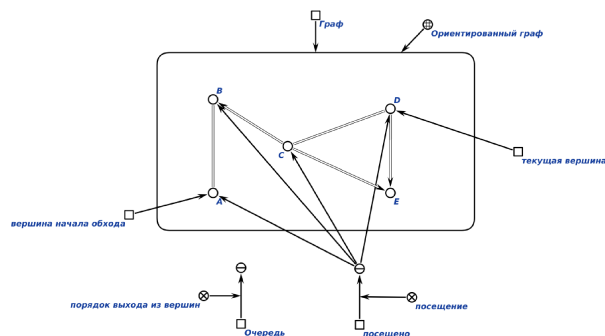 Граф
Ориентированный граф
B
D
C
текущая вершина
A
E
вершина начала обхода
порядок выхода из вершин
посещение
Очередь
посещено